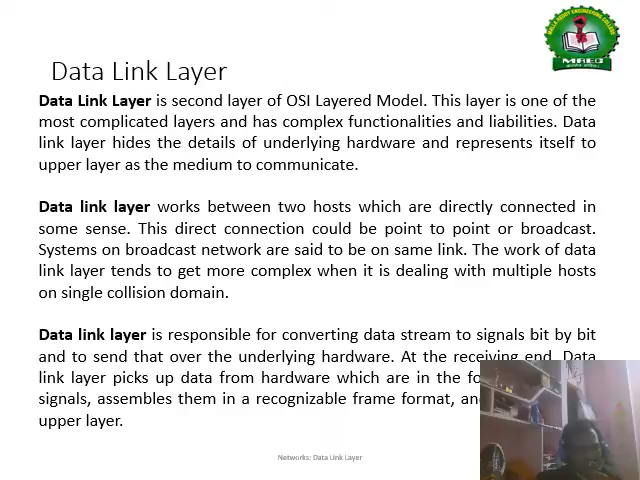 MALLA REDDY ENGINEERING COLLEGE
MREC
Data Link Layer
Data Link Layer is second layer of OSI Layered Model. This layer is one of the
most complicated layers and has complex functionalities and liabilities. Data
link layer hides the details of underlying hardware and represents itself to
upper layer as the medium to communicate.
Data link layer works between two hosts which are directly connected in
some sense. This direct connection could be point to point or broadcast.
Systems on broadcast network are said to be on same link. The work of data
link layer tends to get more complex when it is dealing with multiple hosts
on single collision domain.
Data link layer is responsible for converting data stream to signals bit by bit
and to send that over the underlying hardware. At the receiving end, Data
link layer picks up data from hardware which are in the
signals, assembles them in a recognizable frame format,
upper layer.
Networks: Data Link Layer